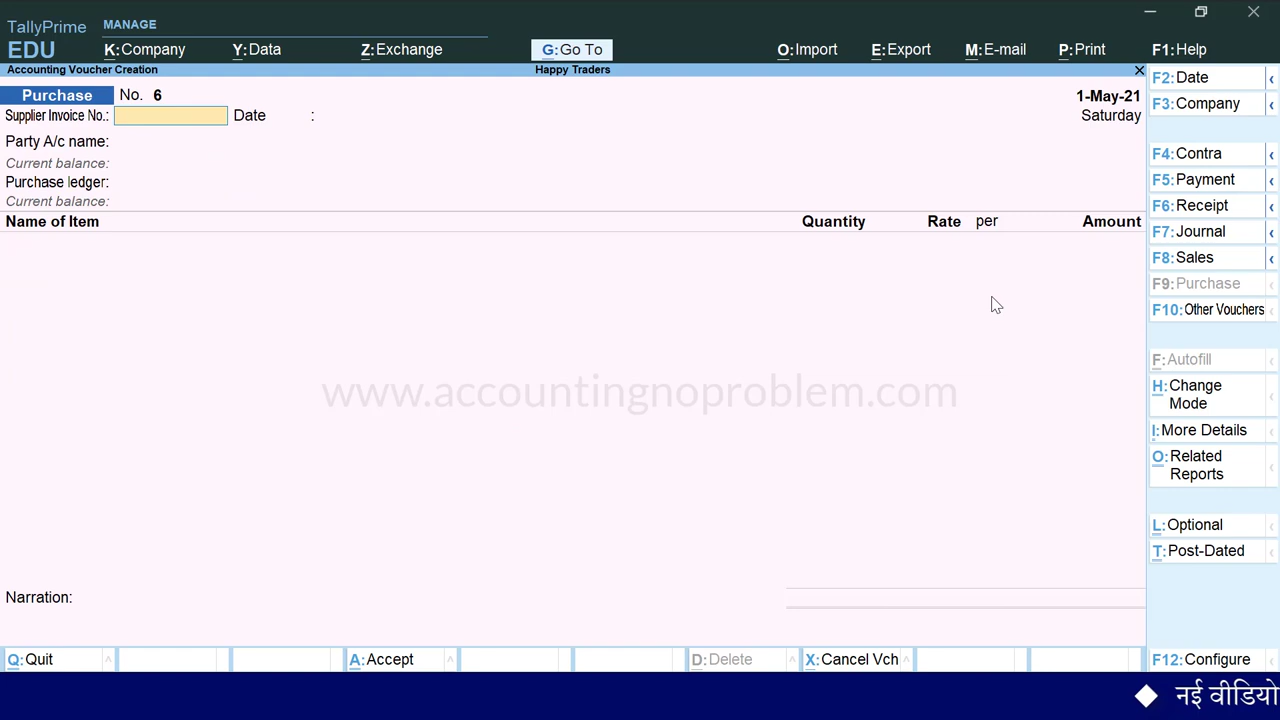 TallyPrime
EDU
MANAGE
K:Company Y:Data Z:Exchange G:Go To O:Import E:Export M:E-mail P:Print F1:Help
Accounting Voucher Creation Happy Traders
Purchase No. 6 1-May-21
Supplier Invoice No.: Date : Saturday
Party A/c name:
Current balance:
Purchase ledger:
Current balance:
Name of Item Quantity Rate per Amount
www.accountingnoproblem.com
Narration:
Q:Quit A:Accept D:Delete X:Cancel Vch F12:Configure
F2:Date
F3:Company
F4:Contra
F5:Payment
F6:Receipt
F7:Journal
F8:Sales
F9:Purchase
F10:Other Vouchers
F:Autofill
H:Change
Mode
I:More Details
O:Related
Reports
L:Optional
T:Post-Dated
नई वीडियो